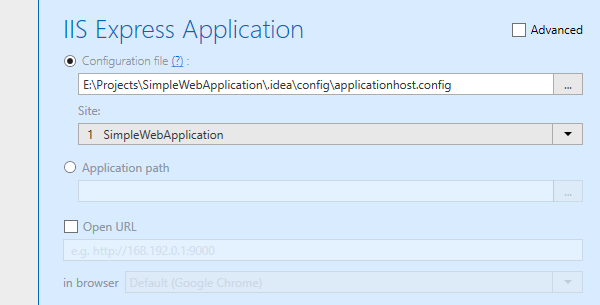 IIS Express Application
Advanced
Configuration file (?) :
E:\Projects\SimpleWebApplication\.idea\config\applicationhost.config
...
Site:
1 SimpleWebApplication
Application path
...
Open URL
e.g. http://168.192.0.1:9000
in browser Default (Google Chrome)